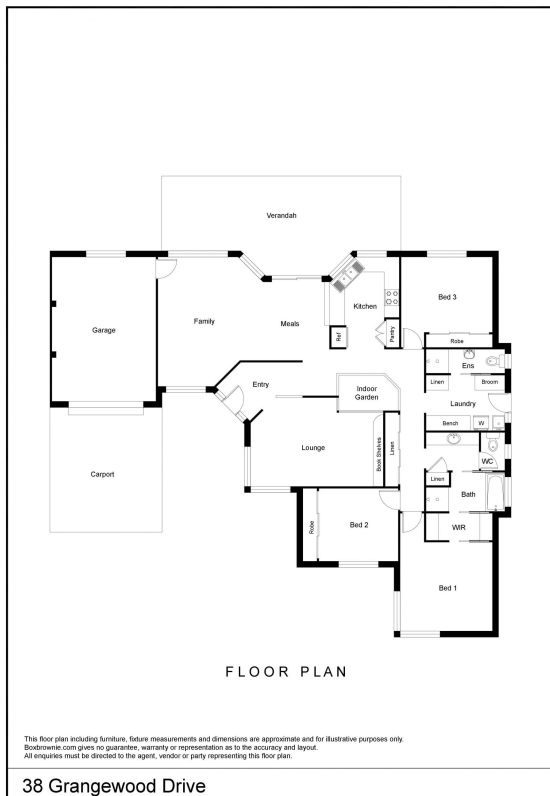 Verandah
Garage
Family
Meals
Kitchen
Ref
Pantry
Bed 3
Robe
Ens
Linen
Broom
Laundry
Bench
W
Entry
Indoor
Garden
Lounge
Book Shelves
Linen
WC
Linen
Bath
Carport
Robe
Bed 2
WIR
Bed 1
FLOOR PLAN
This floor plan including furniture, fixture measurements and dimensions are approximate and for illustrative purposes only.
Boxbrownie.com gives no guarantee, warranty or representation as to the accuracy and layout.
All enquiries must be directed to the agent, vendor or party representing this floor plan.
38 Grangewood Drive